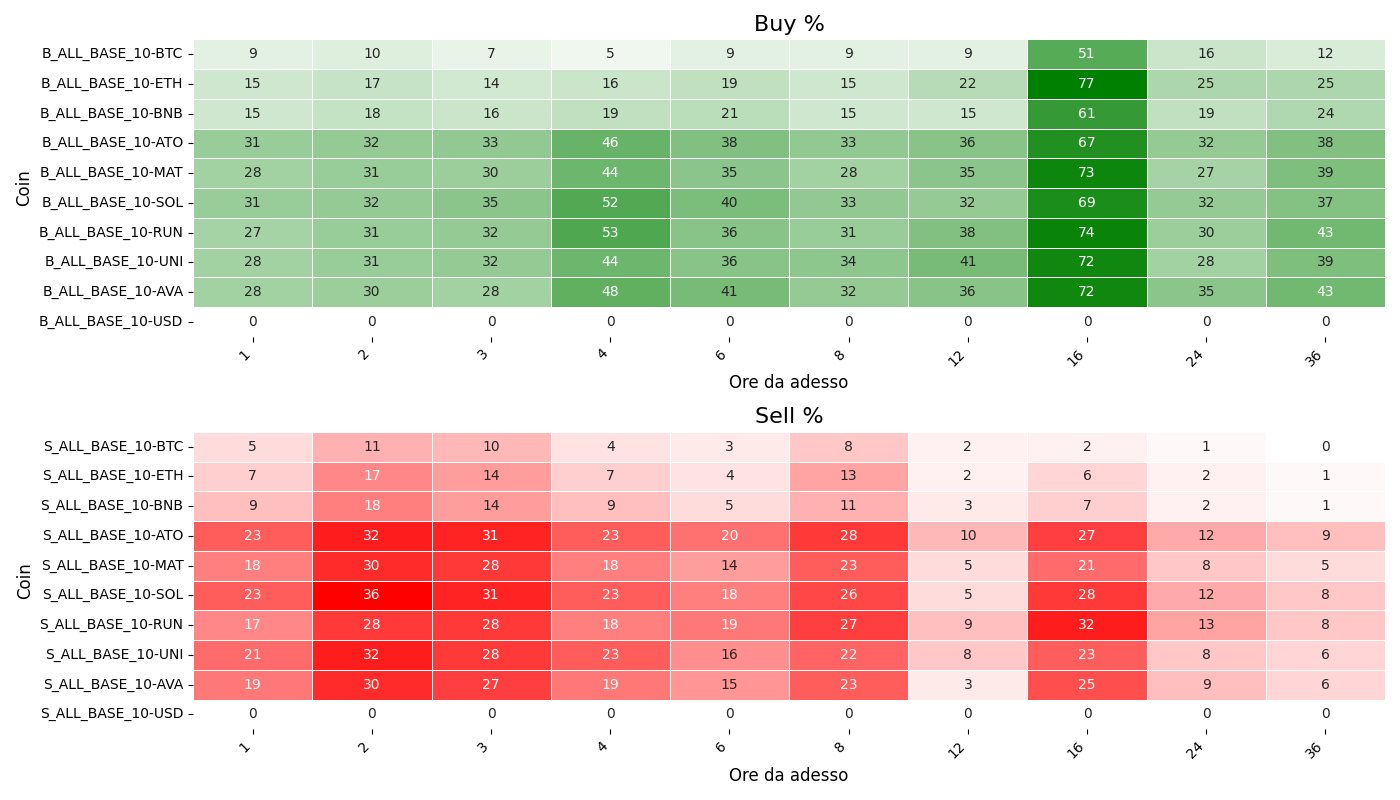 Buy %
Coin
B_ALL_BASE_10-BTC 9 10 7 5 9 9 9 51 16 12
B_ALL_BASE_10-ETH 15 17 14 16 19 15 22 77 25 25
B_ALL_BASE_10-BNB 15 18 16 19 21 15 15 61 19 24
B_ALL_BASE_10-ATO 31 32 33 46 38 33 36 67 32 38
B_ALL_BASE_10-MAT 28 31 30 44 35 28 35 73 27 39
B_ALL_BASE_10-SOL 31 32 35 52 40 33 32 69 32 37
B_ALL_BASE_10-RUN 27 31 32 53 36 31 38 74 30 43
B_ALL_BASE_10-UNI 28 31 32 44 36 34 41 72 28 39
B_ALL_BASE_10-AVA 28 30 28 48 41 32 36 72 35 43
B_ALL_BASE_10-USD 0 0 0 0 0 0 0 0 0 0
1 2 3 4 6 8 12 16 24 36
Ore da adesso
Sell %
Coin
S_ALL_BASE_10-BTC 5 11 10 4 3 8 2 2 1 0
S_ALL_BASE_10-ETH 7 17 14 7 4 13 2 6 2 1
S_ALL_BASE_10-BNB 9 18 14 9 5 11 3 7 2 1
S_ALL_BASE_10-ATO 23 32 31 23 20 28 10 27 12 9
S_ALL_BASE_10-MAT 18 30 28 18 14 23 5 21 8 5
S_ALL_BASE_10-SOL 23 36 31 23 18 26 5 28 12 8
S_ALL_BASE_10-RUN 17 28 28 18 19 27 9 32 13 8
S_ALL_BASE_10-UNI 21 32 28 23 16 22 8 23 8 6
S_ALL_BASE_10-AVA 19 30 27 19 15 23 3 25 9 6
S_ALL_BASE_10-USD 0 0 0 0 0 0 0 0 0 0
1 2 3 4 6 8 12 16 24 36
Ore da adesso